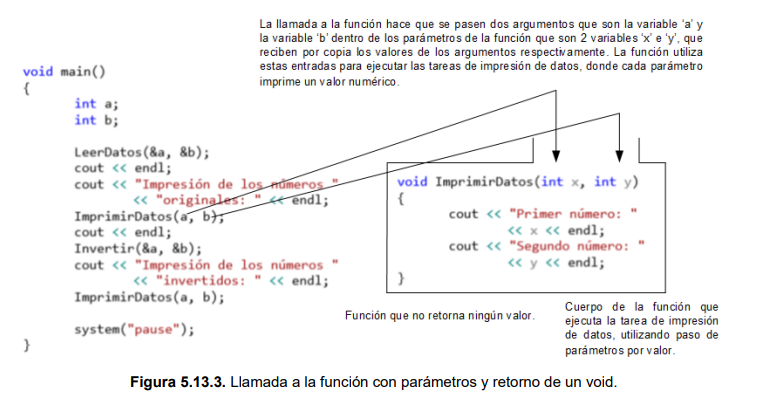 La llamada a la función hace que se pasen dos argumentos que son la variable 'a' y
la variable 'b' dentro de los parámetros de la función que son 2 variables 'x' e 'y', que
reciben por copia los valores de los argumentos respectivamente. La función utiliza
estas entradas para ejecutar las tareas de impresión de datos, donde cada parámetro
imprime un valor numérico.
void main()
{
int a;
int b;
LeerDatos(&a, &b);
cout << endl;
cout << "Impresión de los números "
<< "originales: " << endl;
ImprimirDatos(a, b);
cout << endl;
Invertir(&a, &b);
cout << "Impresión de los números "
<< "invertidos: " << endl;
ImprimirDatos(a, b);
system("pause");
}
void ImprimirDatos(int x, int y)
{
cout << "Primer número: "
<< x << endl;
cout << "Segundo número: "
<< y << endl;
}
Función que no retorna ningún valor.
Cuerpo de la función que
ejecuta la tarea de impresión
de datos, utilizando paso de
parámetros por valor.
Figura 5.13.3. Llamada a la función con parámetros y retorno de un void.